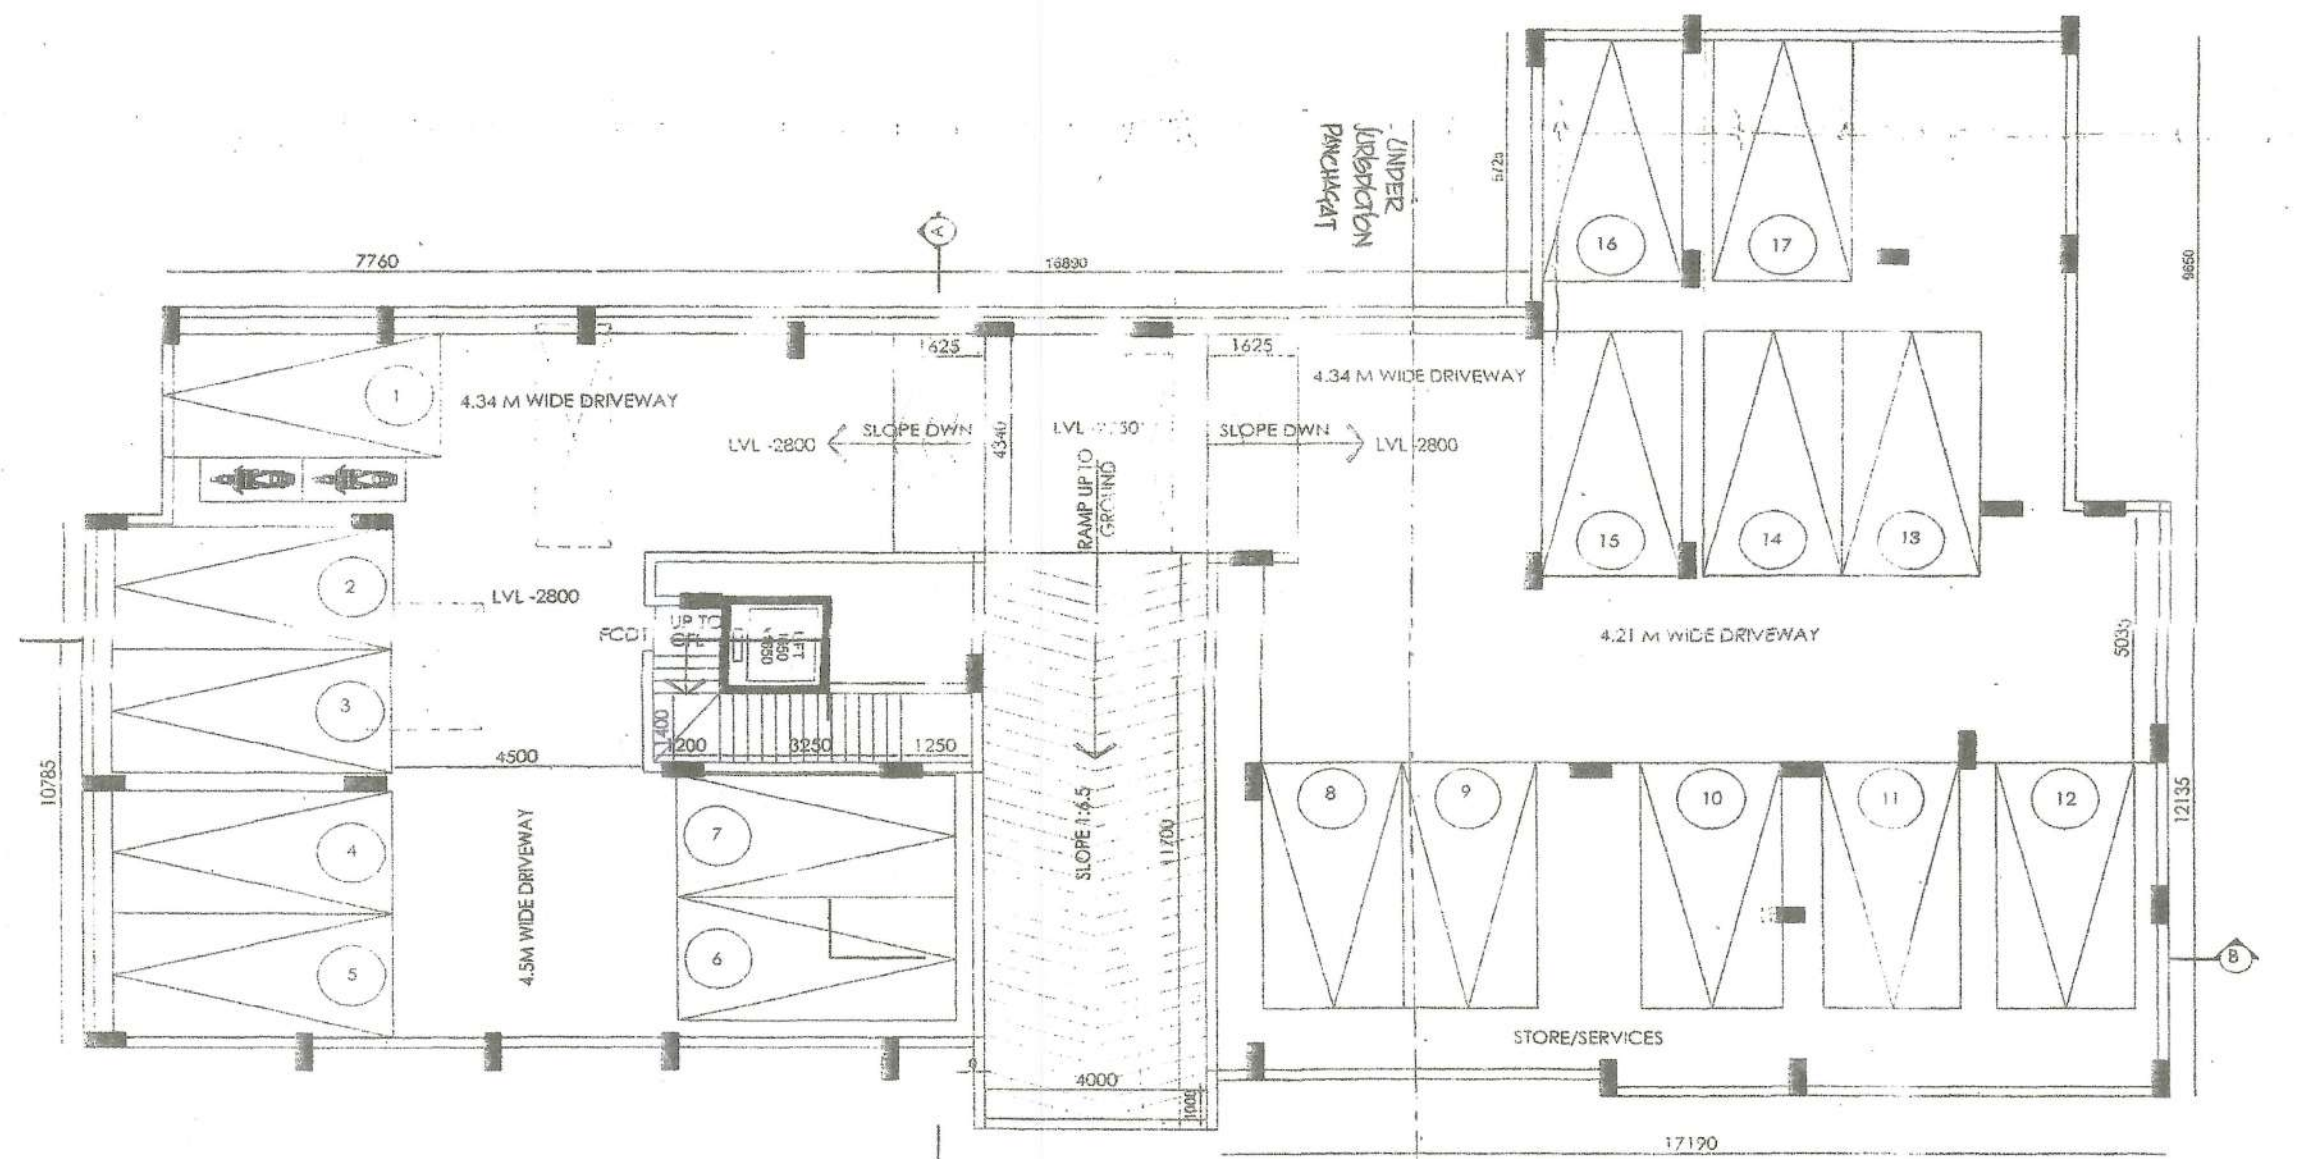 UNDER
JURISDICTION
PANCHAYAT
A
7760
16890
6725
9650
16
17
1625
1625
1
4.34 M WIDE DRIVEWAY
4.34 M WIDE DRIVEWAY
LVL -2800
SLOPE DWN
4340
SLOPE DWN
LVL -2800
RAMP UP TO
GROUND
15
14
13
2
LVL -2800
UP TO
LIFT
4.21 M WIDE DRIVEWAY
5035
3
1400
1200
3250
1250
4500
10785
4
5
4.5M WIDE DRIVEWAY
7
6
SLOPE 1:6.5
11700
8
9
10
11
12
12135
B
STORE/SERVICES
4000
1000
17190